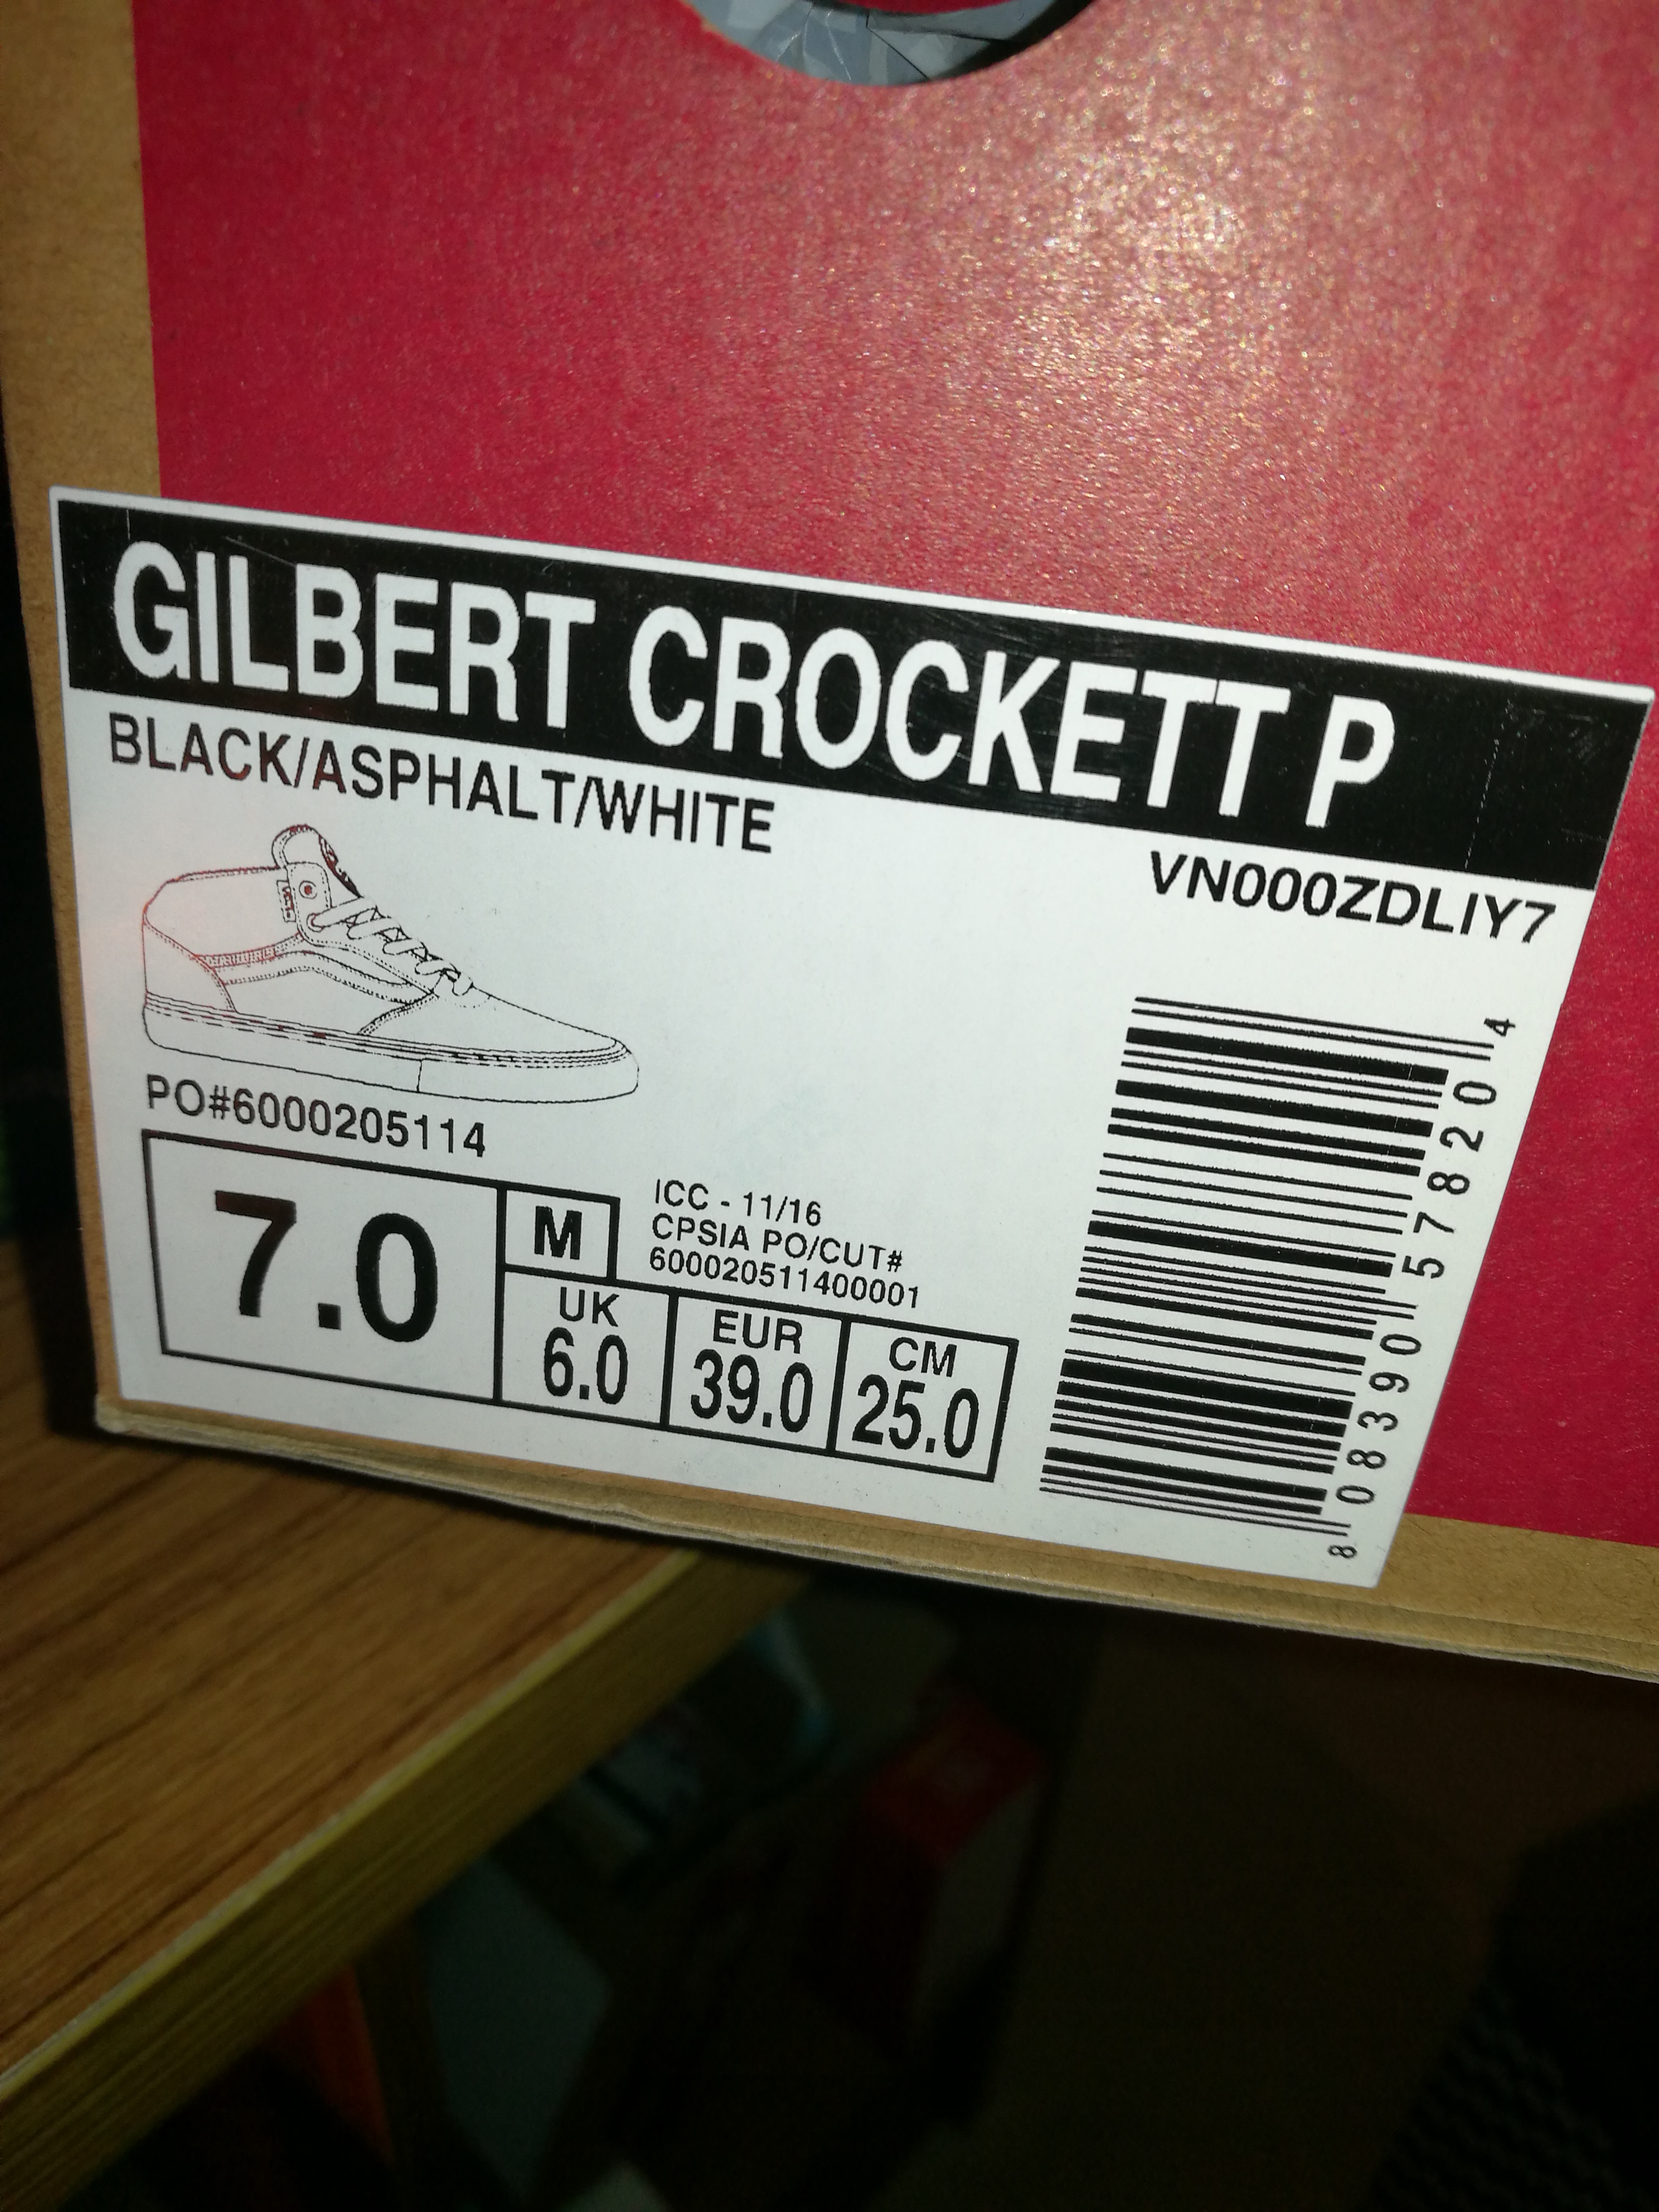 GILBERT CROCKETT P
BLACK/ASPHALT/WHITE
VN000ZDLIY7
PO#6000205114
7.0
M
ICC - 11/16
CPSIA PO/CUT#
600020511400001
UK
6.0
EUR
39.0
CM
25.0
8 08390 57820 4